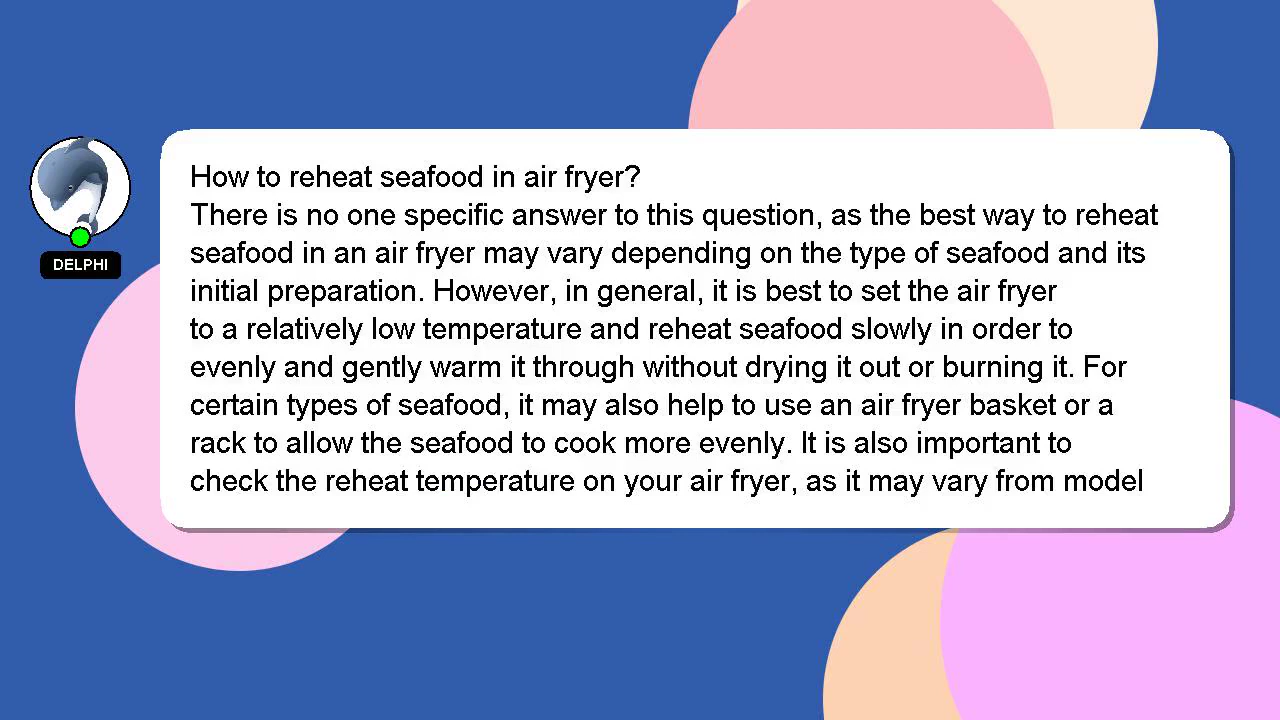 DELPHI
How to reheat seafood in air fryer?
There is no one specific answer to this question, as the best way to reheat
seafood in an air fryer may vary depending on the type of seafood and its
initial preparation. However, in general, it is best to set the air fryer
to a relatively low temperature and reheat seafood slowly in order to
evenly and gently warm it through without drying it out or burning it. For
certain types of seafood, it may also help to use an air fryer basket or a
rack to allow the seafood to cook more evenly. It is also important to
check the reheat temperature on your air fryer, as it may vary from model